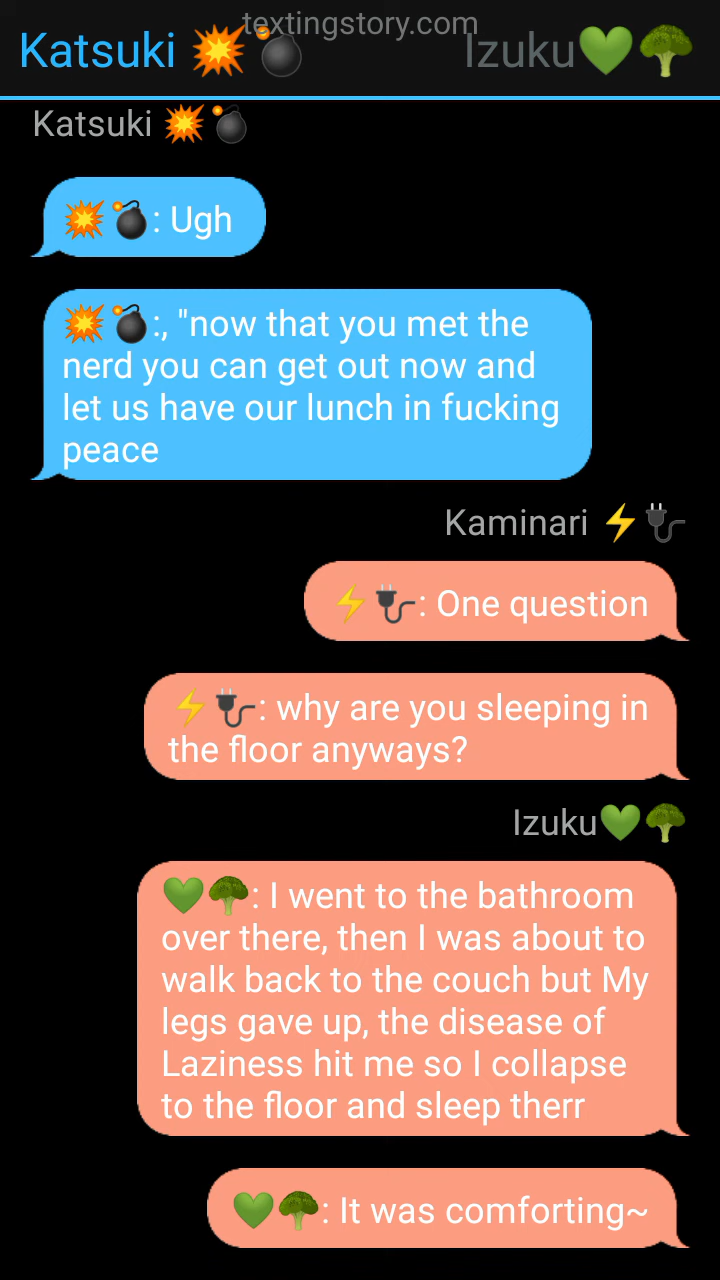 textingstory.com
Katsuki 💥💣 Izuku💚🥦
Katsuki 💥💣
💥💣: Ugh
💥💣:, "now that you met the
nerd you can get out now and
let us have our lunch in fucking
peace
Kaminari ⚡🔌
⚡🔌: One question
⚡🔌: why are you sleeping in
the floor anyways?
Izuku💚🥦
💚🥦: I went to the bathroom
over there, then I was about to
walk back to the couch but My
legs gave up, the disease of
Laziness hit me so I collapse
to the floor and sleep therr
💚🥦: It was comforting~